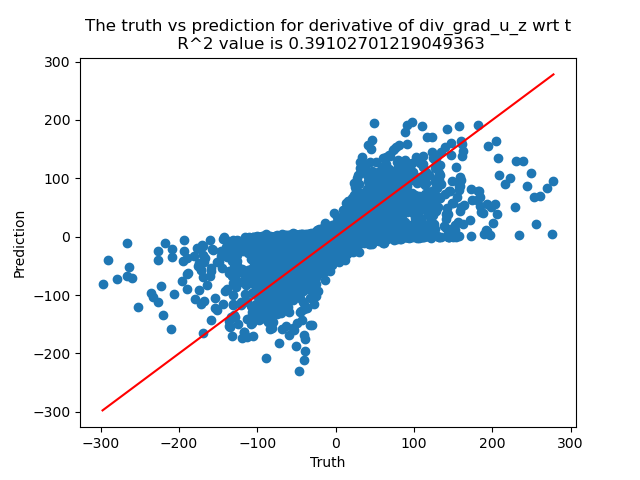 The truth vs prediction for derivative of div_grad_u_z wrt t
R^2 value is 0.39102701219049363
300
200
100
0
−100
−200
−300
Prediction
−300 −200 −100 0 100 200 300
Truth